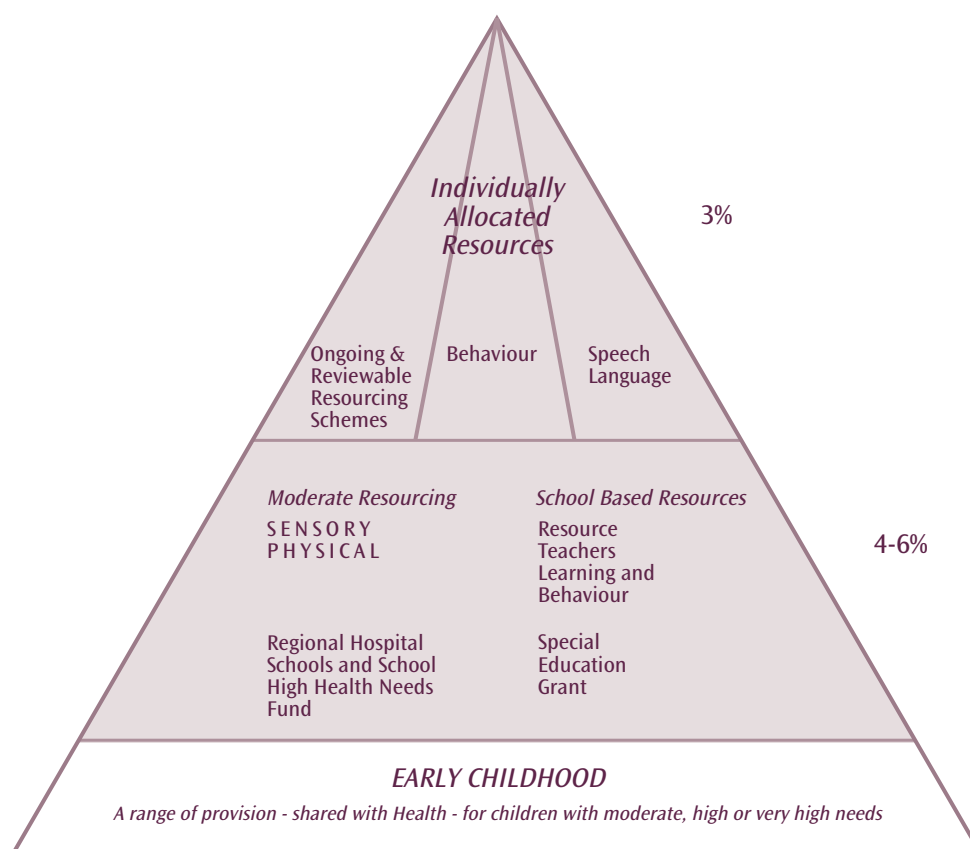 Individually
Allocated
Resources
3%
Ongoing &
Reviewable
Resourcing
Schemes
Behaviour
Speech
Language
Moderate Resourcing
SENSORY
PHYSICAL
Regional Hospital
Schools and School
High Health Needs
Fund
School Based Resources
Resource
Teachers
Learning and
Behaviour
Special
Education
Grant
4-6%
EARLY CHILDHOOD
A range of provision - shared with Health - for children with moderate, high or very high needs